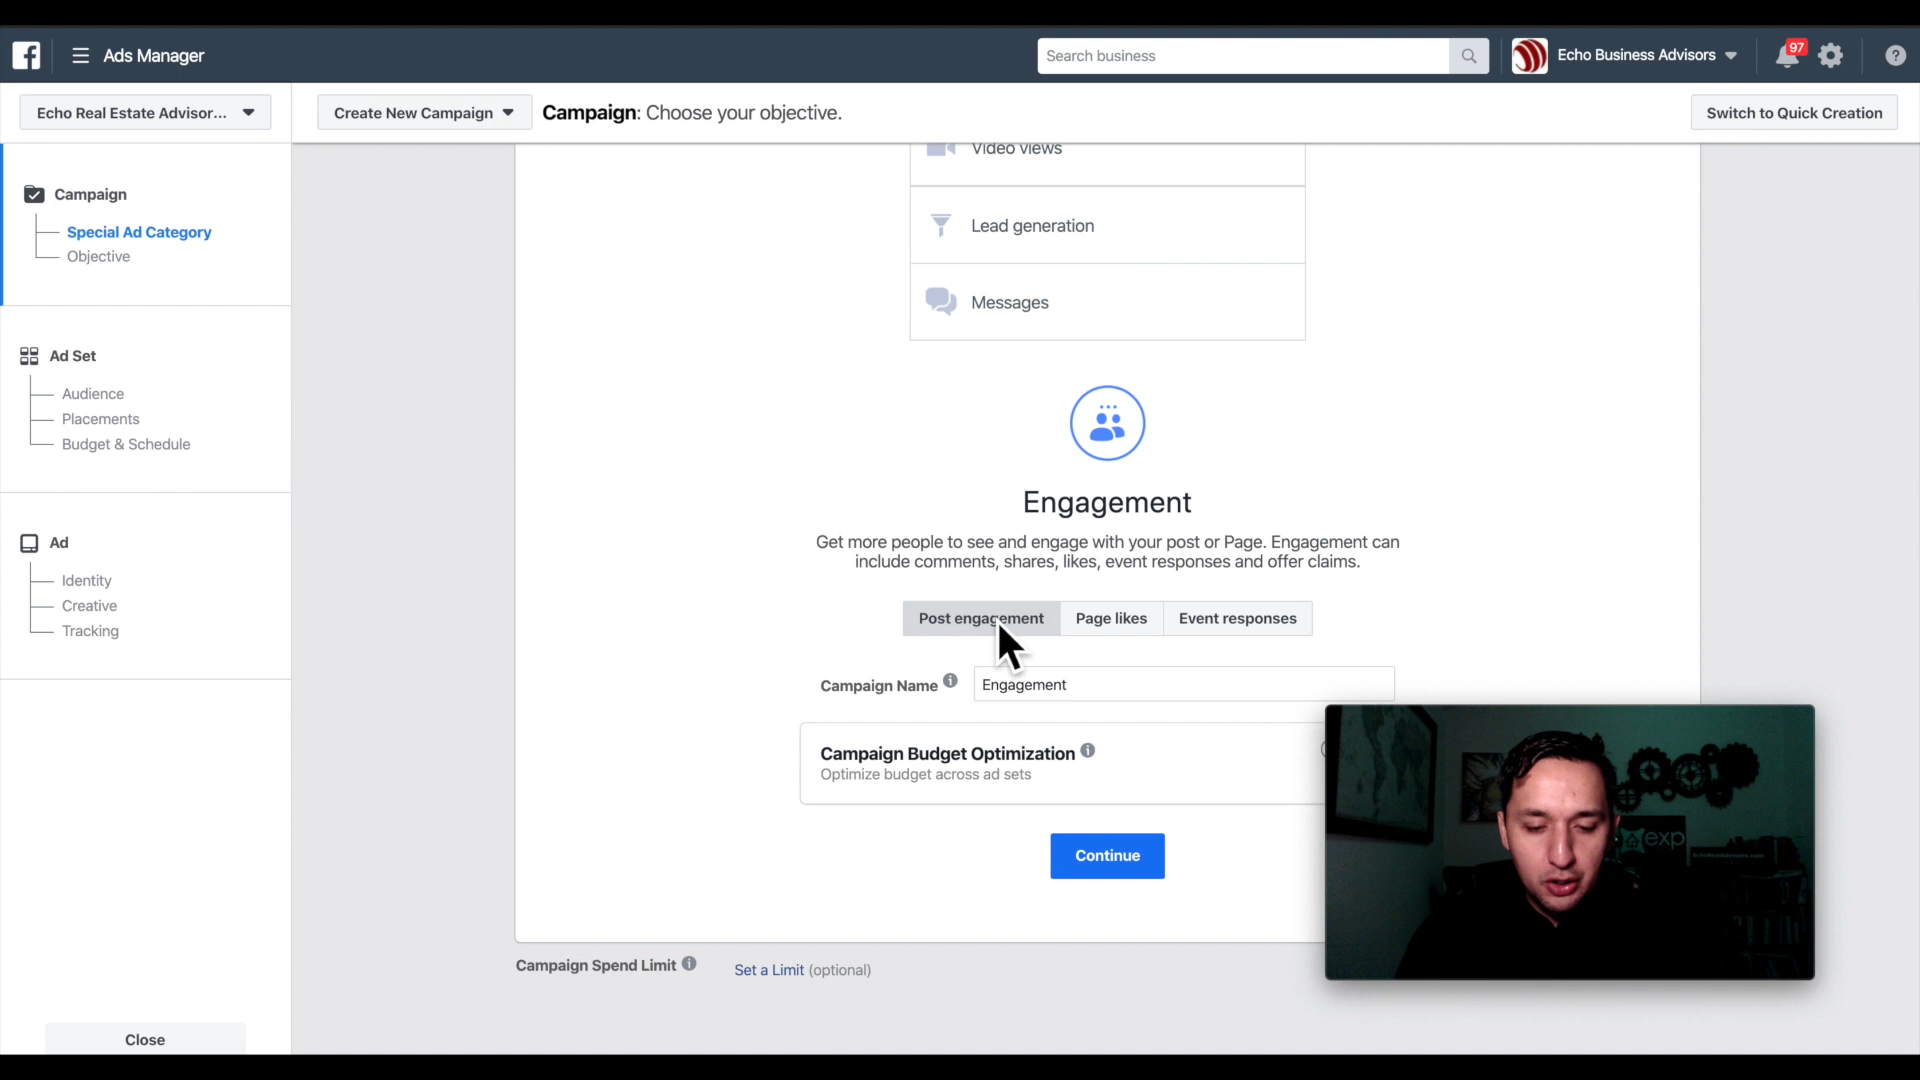 Ads Manager
Search business
Echo Business Advisors
97
Echo Real Estate Advisor...
Create New Campaign
Campaign: Choose your objective.
Switch to Quick Creation
Campaign
Special Ad Category
Objective
Ad Set
Audience
Placements
Budget & Schedule
Ad
Identity
Creative
Tracking
Close
Video views
Lead generation
Messages
Engagement
Get more people to see and engage with your post or Page. Engagement can
include comments, shares, likes, event responses and offer claims.
Post engagement
Page likes
Event responses
Campaign Name
Engagement
Campaign Budget Optimization
Optimize budget across ad sets
Continue
Campaign Spend Limit
Set a Limit (optional)
exp